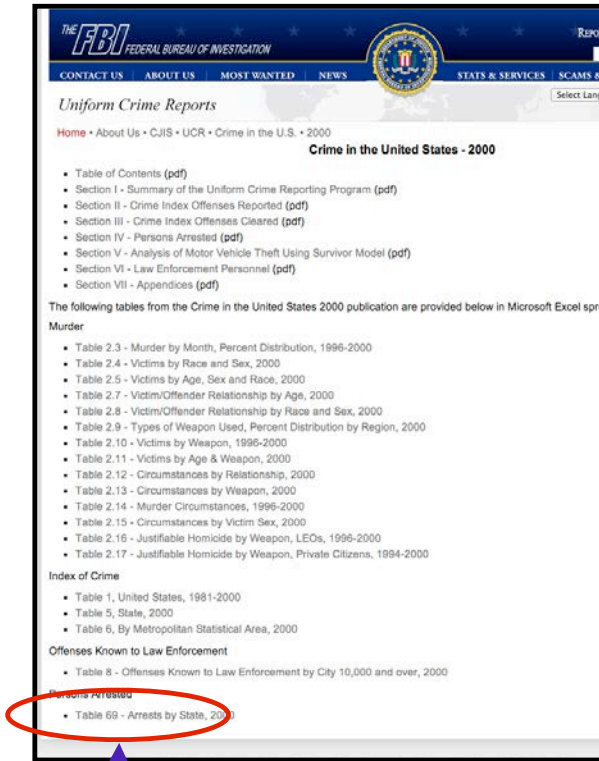 THE FBI FEDERAL BUREAU OF INVESTIGATION
REPO
CONTACT US ABOUT US MOST WANTED NEWS STATS & SERVICES SCAMS &
Select Lang
Uniform Crime Reports
Home • About Us • CJIS • UCR • Crime in the U.S. • 2000
Crime in the United States - 2000
• Table of Contents (pdf)
• Section I - Summary of the Uniform Crime Reporting Program (pdf)
• Section II - Crime Index Offenses Reported (pdf)
• Section III - Crime Index Offenses Cleared (pdf)
• Section IV - Persons Arrested (pdf)
• Section V - Analysis of Motor Vehicle Theft Using Survivor Model (pdf)
• Section VI - Law Enforcement Personnel (pdf)
• Section VII - Appendices (pdf)
The following tables from the Crime in the United States 2000 publication are provided below in Microsoft Excel spre
Murder
• Table 2.3 - Murder by Month, Percent Distribution, 1996-2000
• Table 2.4 - Victims by Race and Sex, 2000
• Table 2.5 - Victims by Age, Sex and Race, 2000
• Table 2.7 - Victim/Offender Relationship by Age, 2000
• Table 2.8 - Victim/Offender Relationship by Race and Sex, 2000
• Table 2.9 - Types of Weapon Used, Percent Distribution by Region, 2000
• Table 2.10 - Victims by Weapon, 1996-2000
• Table 2.11 - Victims by Age & Weapon, 2000
• Table 2.12 - Circumstances by Relationship, 2000
• Table 2.13 - Circumstances by Weapon, 2000
• Table 2.14 - Murder Circumstances, 1996-2000
• Table 2.15 - Circumstances by Victim Sex, 2000
• Table 2.16 - Justifiable Homicide by Weapon, LEOs, 1996-2000
• Table 2.17 - Justifiable Homicide by Weapon, Private Citizens, 1994-2000
Index of Crime
• Table 1, United States, 1981-2000
• Table 5, State, 2000
• Table 6, By Metropolitan Statistical Area, 2000
Offenses Known to Law Enforcement
• Table 8 - Offenses Known to Law Enforcement by City 10,000 and over, 2000
Persons Arrested
• Table 69 - Arrests by State, 2000